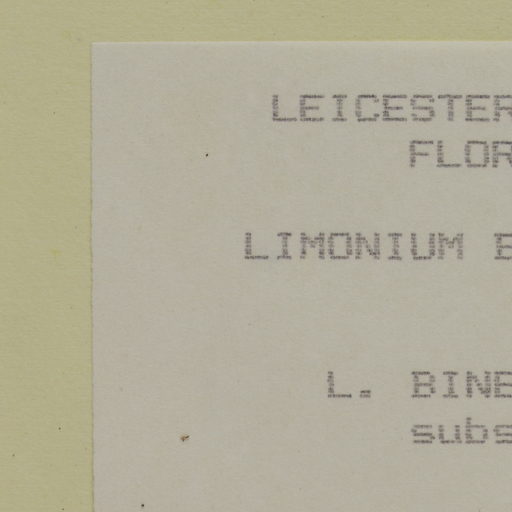 LEICESTER
FLOR
LIMONIUM B
L. BINE
subs